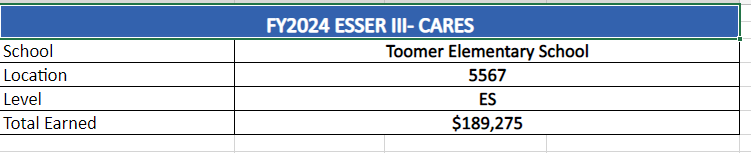 FY2024 ESSER III- CARES
School Toomer Elementary School
Location 5567
Level ES
Total Earned $189,275